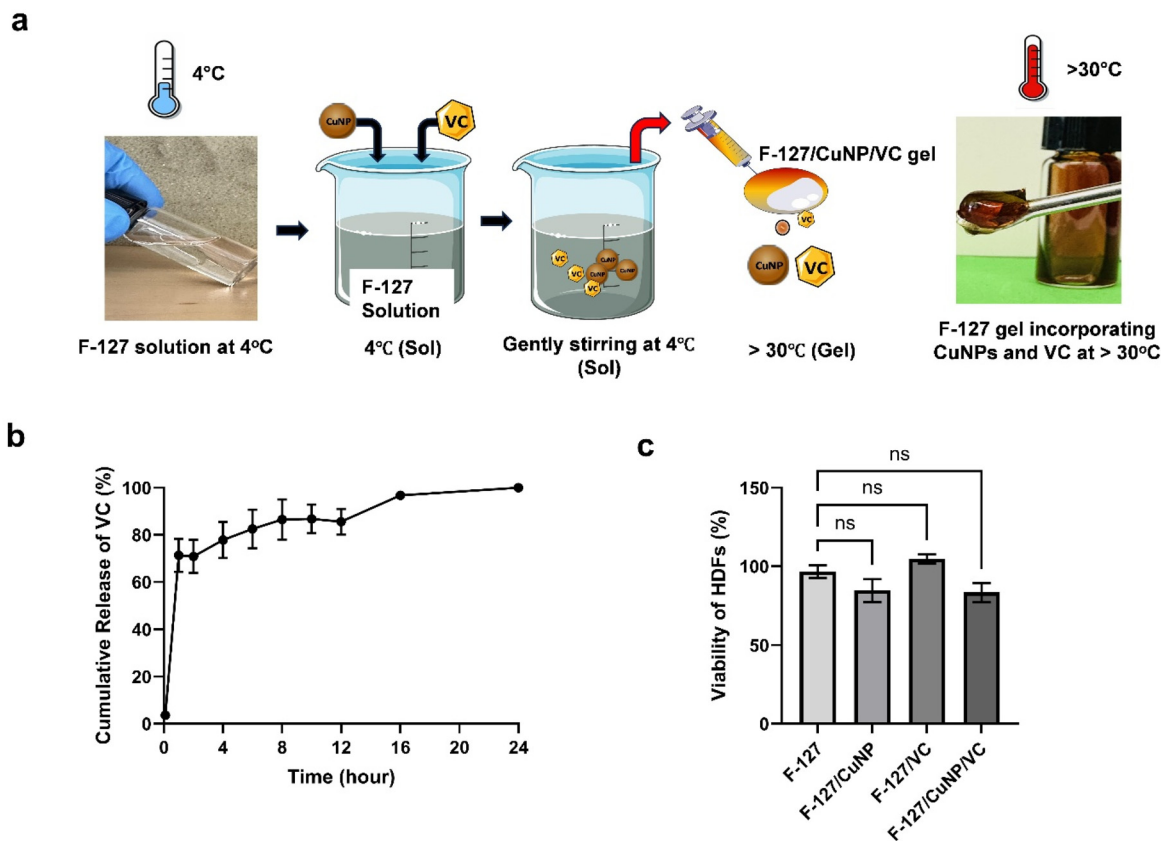 a
4°C
>30°C
CuNP
VC
F-127/CuNP/VC gel
VC
CuNP
VC
VC
CuNP
VC
CuNP
CuNP
VC
F-127
Solution
F-127 solution at 4°C
4℃ (Sol)
Gently stirring at 4℃
(Sol)
> 30℃ (Gel)
F-127 gel incorporating
CuNPs and VC at > 30°C
b
Cumulative Release of VC (%)
100
80
60
40
20
0
0 4 8 12 16 20 24
Time (hour)
c
ns
ns
ns
Viability of HDFs (%)
150
100
50
0
F-127
F-127/CuNP
F-127/VC
F-127/CuNP/VC